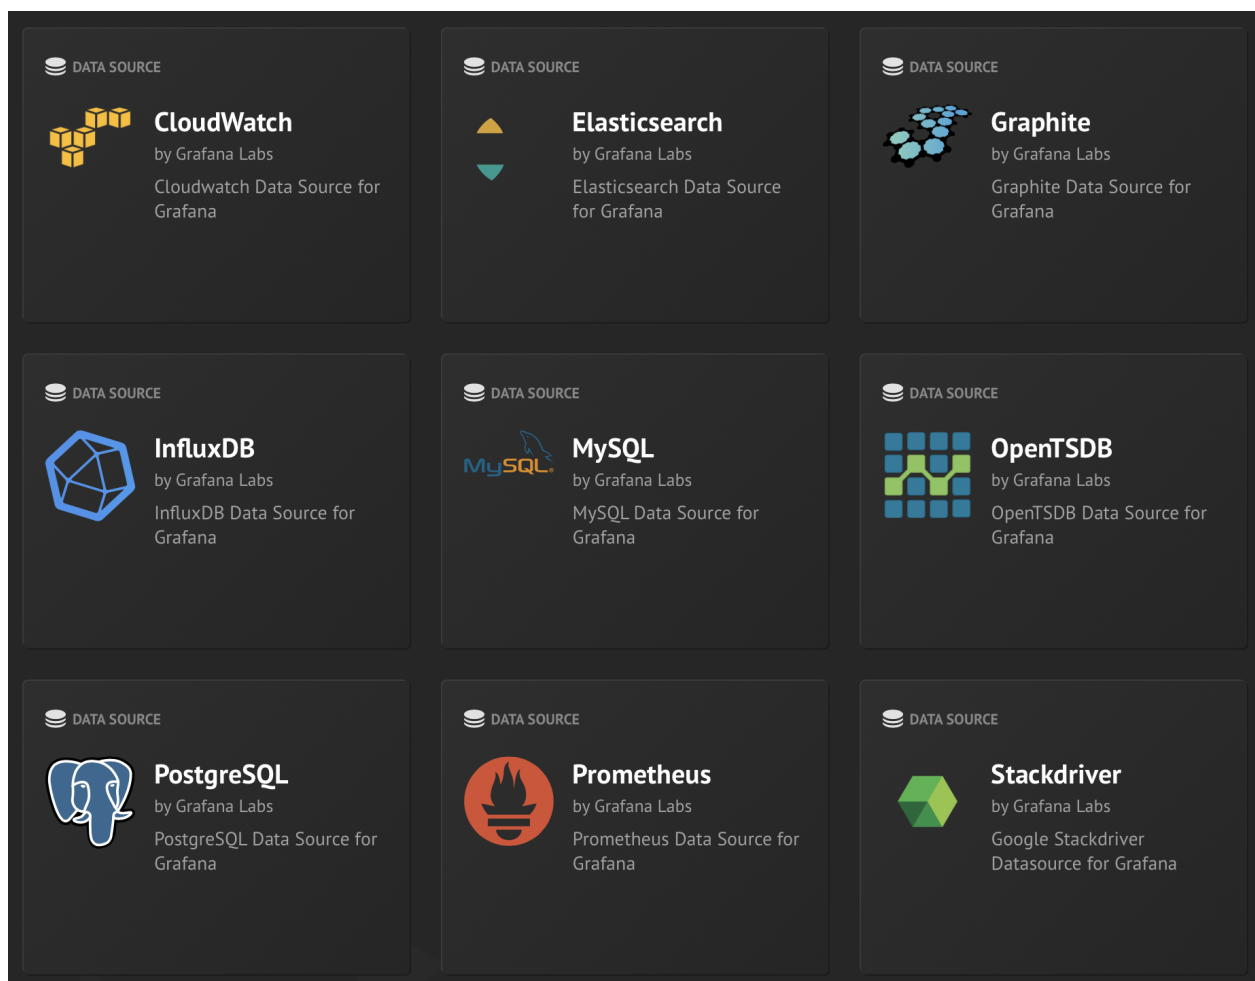 DATA SOURCE
CloudWatch
by Grafana Labs
Cloudwatch Data Source for
Grafana
DATA SOURCE
Elasticsearch
by Grafana Labs
Elasticsearch Data Source
for Grafana
DATA SOURCE
Graphite
by Grafana Labs
Graphite Data Source for
Grafana
DATA SOURCE
InfluxDB
by Grafana Labs
InfluxDB Data Source for
Grafana
DATA SOURCE
MySQL®
MySQL
by Grafana Labs
MySQL Data Source for
Grafana
DATA SOURCE
OpenTSDB
by Grafana Labs
OpenTSDB Data Source for
Grafana
DATA SOURCE
PostgreSQL
by Grafana Labs
PostgreSQL Data Source for
Grafana
DATA SOURCE
Prometheus
by Grafana Labs
Prometheus Data Source for
Grafana
DATA SOURCE
Stackdriver
by Grafana Labs
Google Stackdriver
Datasource for Grafana